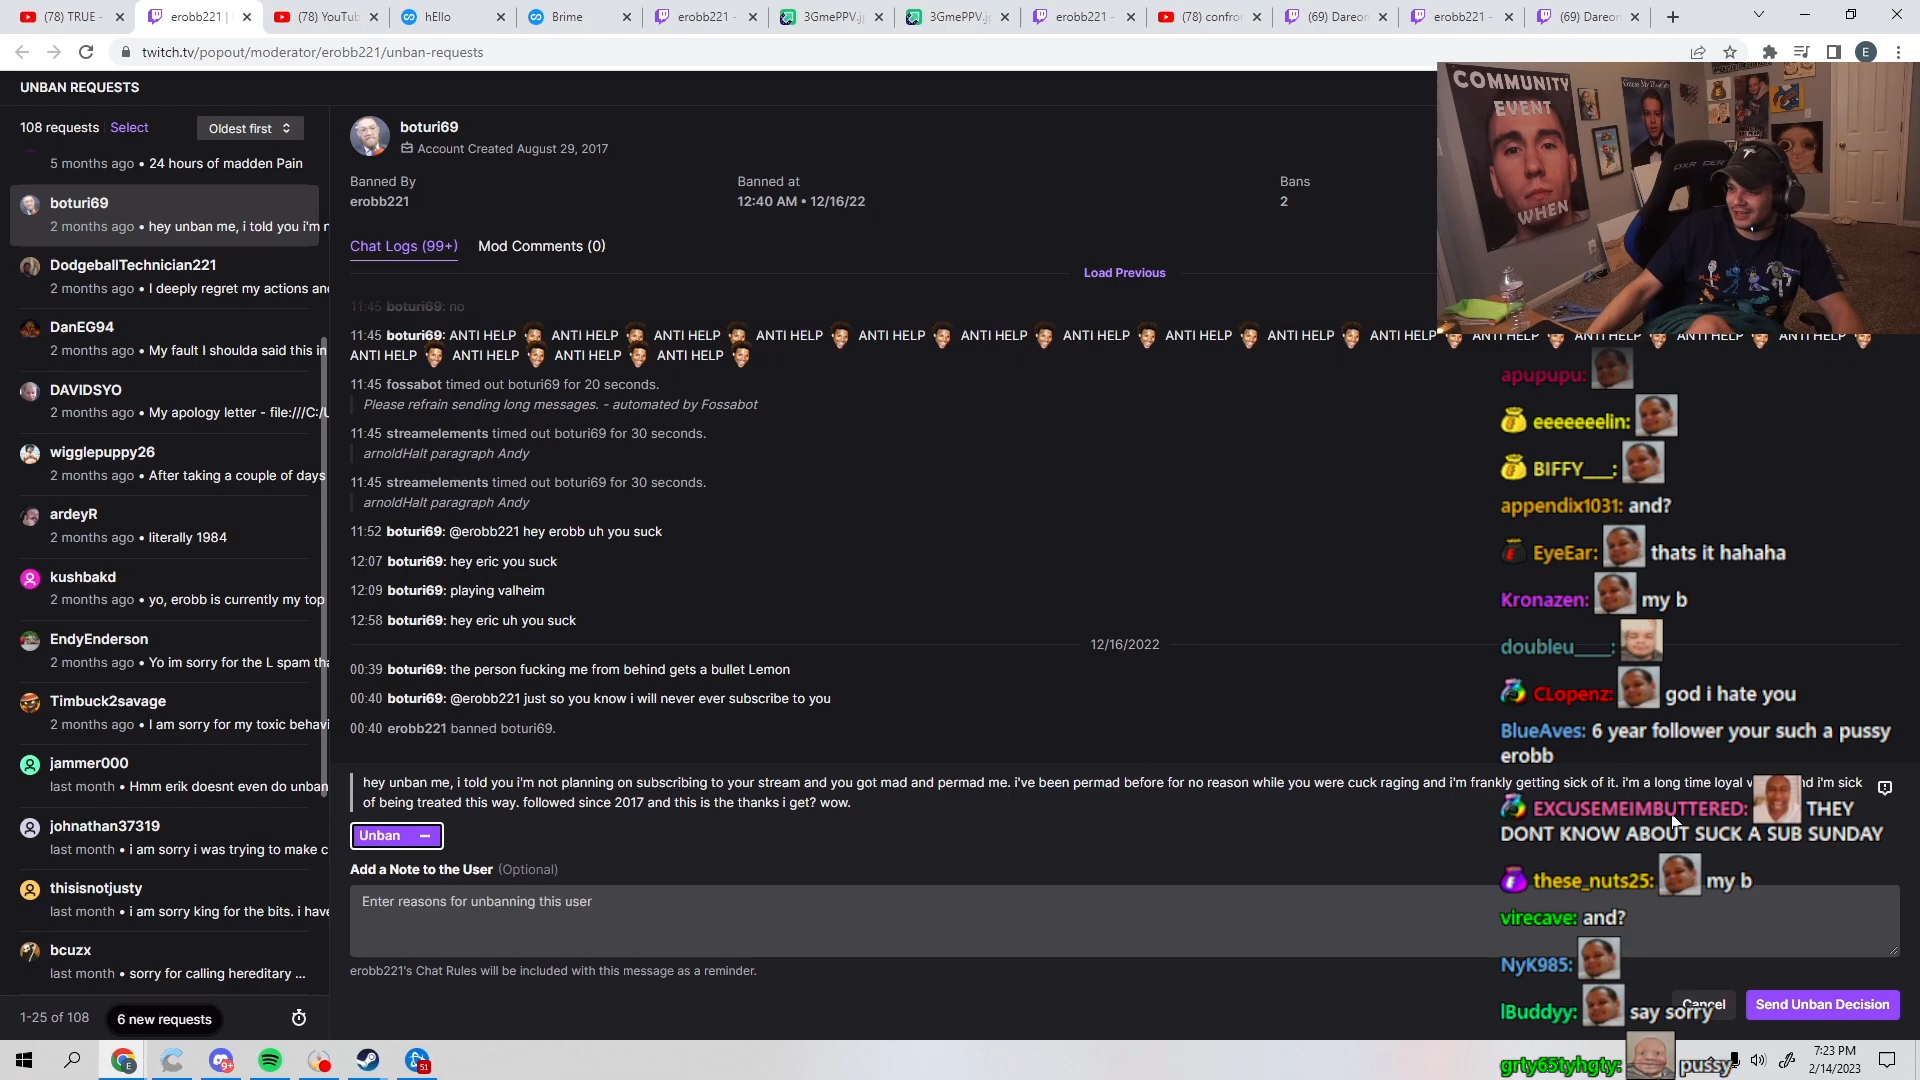 (78) TRUE -
erobb221 |
(78) YouTub
hEllo
Brime
erobb221 -
3GmePPV.j
3GmePPV.j
erobb221 -
(78) confron
(69) Dareon
erobb221 -
(69) Dareon
twitch.tv/popout/moderator/erobb221/unban-requests
E
UNBAN REQUESTS
108 requests Select
Oldest first
5 months ago • 24 hours of madden Pain
boturi69
2 months ago • hey unban me, i told you i'm n
DodgeballTechnician221
2 months ago • I deeply regret my actions and
DanEG94
2 months ago • My fault I shoulda said this in
DAVIDSYO
2 months ago • My apology letter - file:///C:/U
wigglepuppy26
2 months ago • After taking a couple of days
ardeyR
2 months ago • literally 1984
kushbakd
2 months ago • yo, erobb is currently my top
EndyEnderson
2 months ago • Yo im sorry for the L spam tha
Timbuck2savage
2 months ago • I am sorry for my toxic behavi
jammer000
last month • Hmm erik doesnt even do unban
johnathan37319
last month • i am sorry i was trying to make c
thisisnotjusty
last month • i am sorry king for the bits. i have
bcuzx
last month • sorry for calling hereditary ...
1-25 of 108
6 new requests
boturi69
Account Created August 29, 2017
Banned By
erobb221
Banned at
12:40 AM • 12/16/22
Bans
2
Chat Logs (99+)
Mod Comments (0)
Load Previous
11:45 boturi69: no
11:45 boturi69: ANTI HELP ANTI HELP ANTI HELP ANTI HELP ANTI HELP ANTI HELP ANTI HELP ANTI HELP ANTI HELP ANTI HELP ANTI HELP ANTI HELP ANTI HELP ANTI HELP
ANTI HELP ANTI HELP ANTI HELP ANTI HELP
11:45 fossabot timed out boturi69 for 20 seconds.
Please refrain sending long messages. - automated by Fossabot
11:45 streamelements timed out boturi69 for 30 seconds.
arnoldHalt paragraph Andy
11:45 streamelements timed out boturi69 for 30 seconds.
arnoldHalt paragraph Andy
11:52 boturi69: @erobb221 hey erobb uh you suck
12:07 boturi69: hey eric you suck
12:09 boturi69: playing valheim
12:58 boturi69: hey eric uh you suck
12/16/2022
00:39 boturi69: the person fucking me from behind gets a bullet Lemon
00:40 boturi69: @erobb221 just so you know i will never ever subscribe to you
00:40 erobb221 banned boturi69.
hey unban me, i told you i'm not planning on subscribing to your stream and you got mad and permad me. i've been permad before for no reason while you were cuck raging and i'm frankly getting sick of it. i'm a long time loyal v nd i'm sick
of being treated this way. followed since 2017 and this is the thanks i get? wow.
Unban
Add a Note to the User (Optional)
Enter reasons for unbanning this user
erobb221's Chat Rules will be included with this message as a reminder.
Cancel
Send Unban Decision
COMMUNITY
EVENT
WHEN
apupupu:
eeeeeeelin:
BIFFY___:
appendix1031: and?
EyeEar: thats it hahaha
Kronazen: my b
doubleu____:
CLopenz: god i hate you
BlueAves: 6 year follower your such a pussy
erobb
EXCUSEMEIMBUTTERED: THEY
DONT KNOW ABOUT SUCK A SUB SUNDAY
these_nuts25: my b
virecave: and?
NyK985:
lBuddyy: say sorry
grty65tyhgty: pussy
9+
51
7:23 PM
2/14/2023